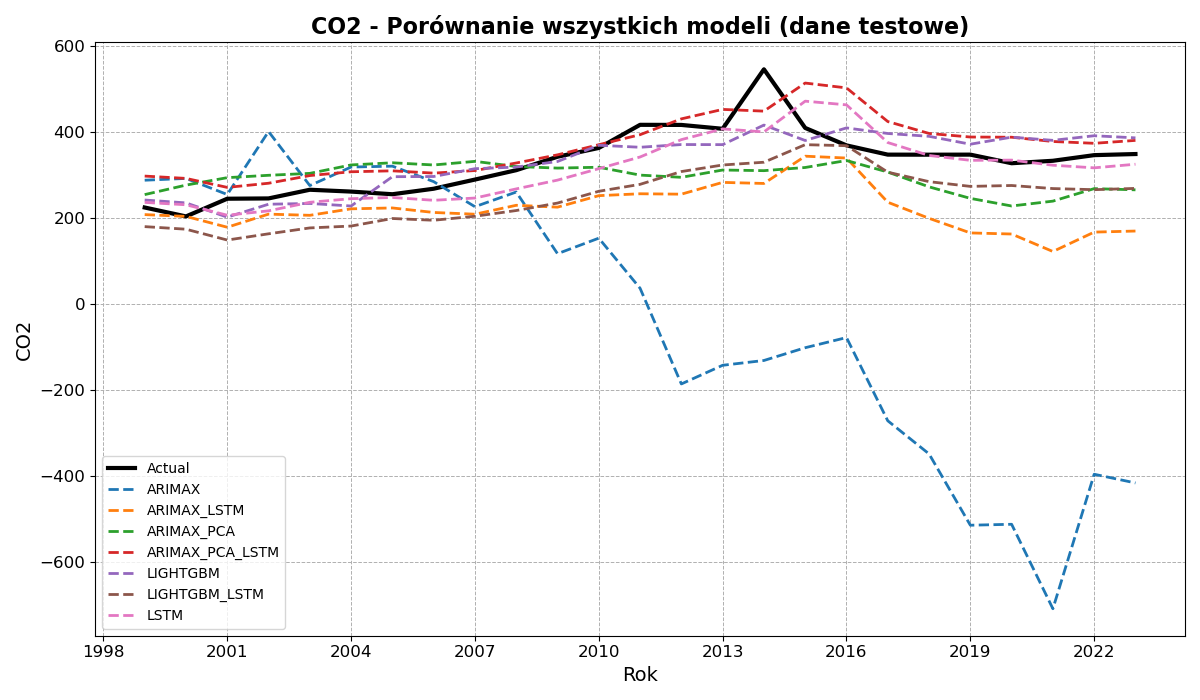 CO2 - Porównanie wszystkich modeli (dane testowe)
600
400
200
0
−200
−400
−600
CO2
Actual
ARIMAX
ARIMAX_LSTM
ARIMAX_PCA
ARIMAX_PCA_LSTM
LIGHTGBM
LIGHTGBM_LSTM
LSTM
1998 2001 2004 2007 2010 2013 2016 2019 2022
Rok